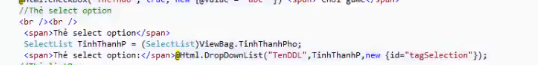 //Thẻ select option
<br /><br />
<span>Thẻ select option</span>
SelectList TinhThanhP = (SelectList)ViewBag.TinhThanhPho;
<span>Thẻ select option:</span>@Html.DropDownList("TenDDL",TinhThanhP,new {id="tagSelection"});